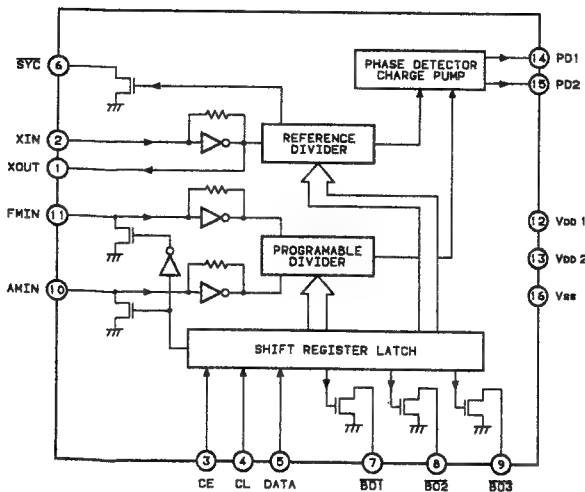 SYC 6
XIN 2
XOUT 1
FMIN 11
AMIN 10
PHASE DETECTOR
CHARGE PUMP
14 PD1
15 PD2
REFERENCE
DIVIDER
PROGRAMABLE
DIVIDER
12 VDD 1
13 VDD 2
16 Vss
SHIFT REGISTER LATCH
3 4 5 7 8 9
CE CL DATA BO1 BO2 BO3